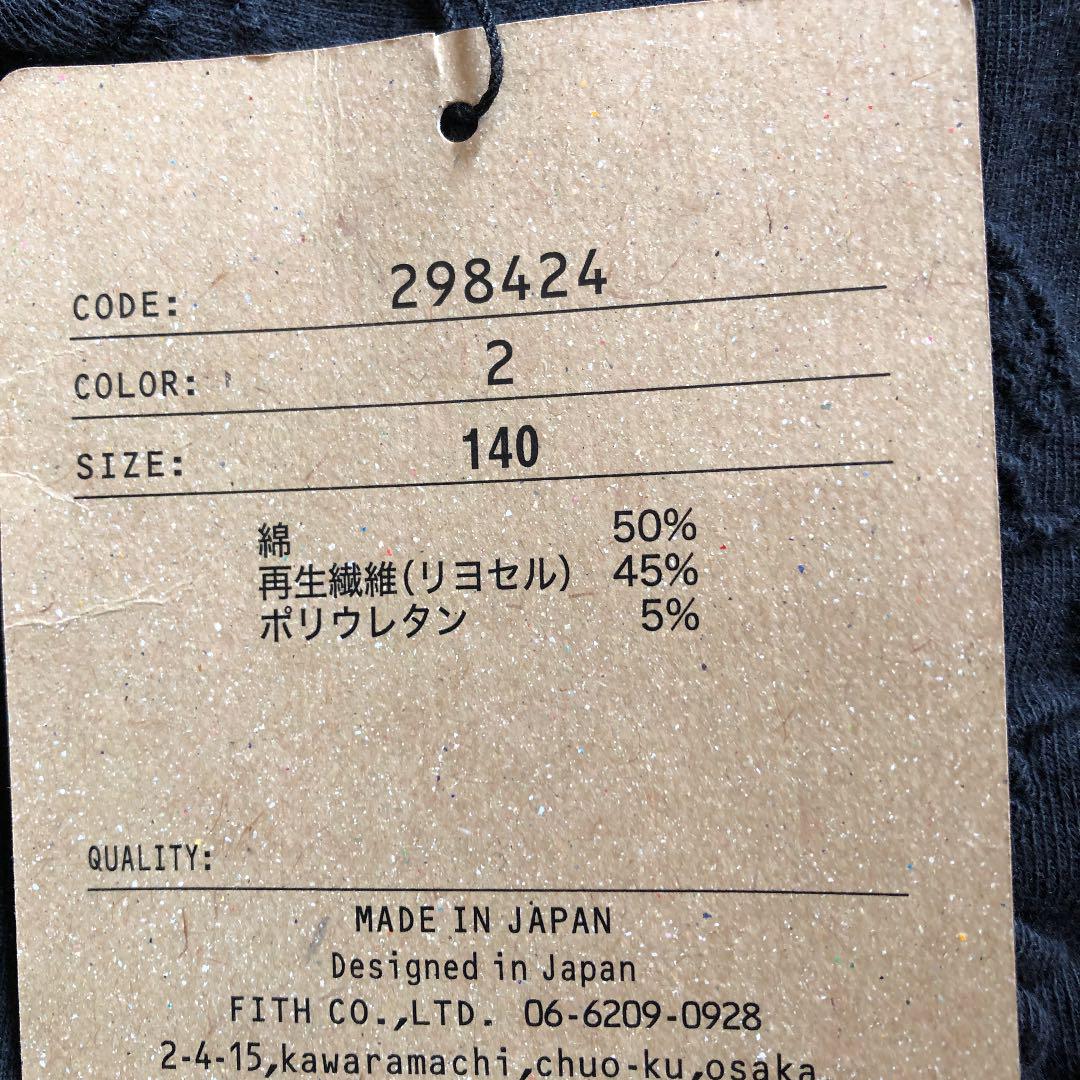 CODE: 298424
COLOR: 2
SIZE: 140
綿 50%
再生繊維(リヨセル) 45%
ポリウレタン 5%
QUALITY:
MADE IN JAPAN
Designed in Japan
FITH CO.,LTD. 06-6209-0928
2-4-15,kawaramachi,chuo-ku,osaka